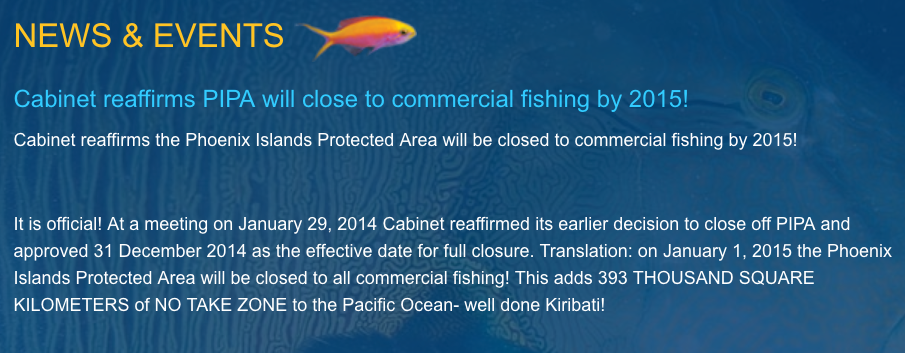 NEWS & EVENTS
Cabinet reaffirms PIPA will close to commercial fishing by 2015!
Cabinet reaffirms the Phoenix Islands Protected Area will be closed to commercial fishing by 2015!
It is official! At a meeting on January 29, 2014 Cabinet reaffirmed its earlier decision to close off PIPA and
approved 31 December 2014 as the effective date for full closure. Translation: on January 1, 2015 the Phoenix
Islands Protected Area will be closed to all commercial fishing! This adds 393 THOUSAND SQUARE
KILOMETERS of NO TAKE ZONE to the Pacific Ocean- well done Kiribati!